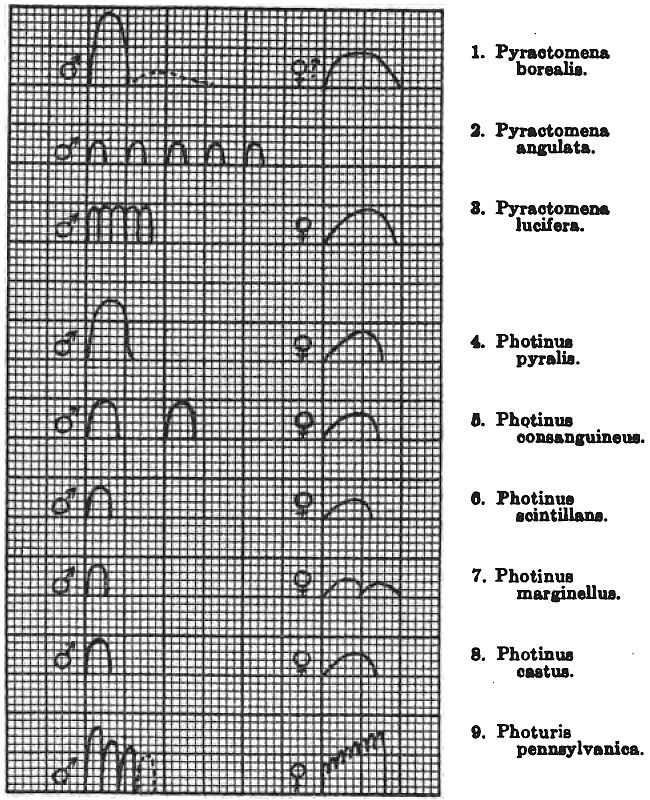 ♂ ♀? 1. Pyractomena
borealis.
♂ 2. Pyractomena
angulata.
♂ ♀ 3. Pyractomena
lucifera.
♂ ♀ 4. Photinus
pyralis.
♂ ♀ 5. Photinus
consanguineus.
♂ ♀ 6. Photinus
scintillans.
♂ ♀ 7. Photinus
marginellus.
♂ ♀ 8. Photinus
castus.
♂ ♀ 9. Photuris
pennsylvanica.